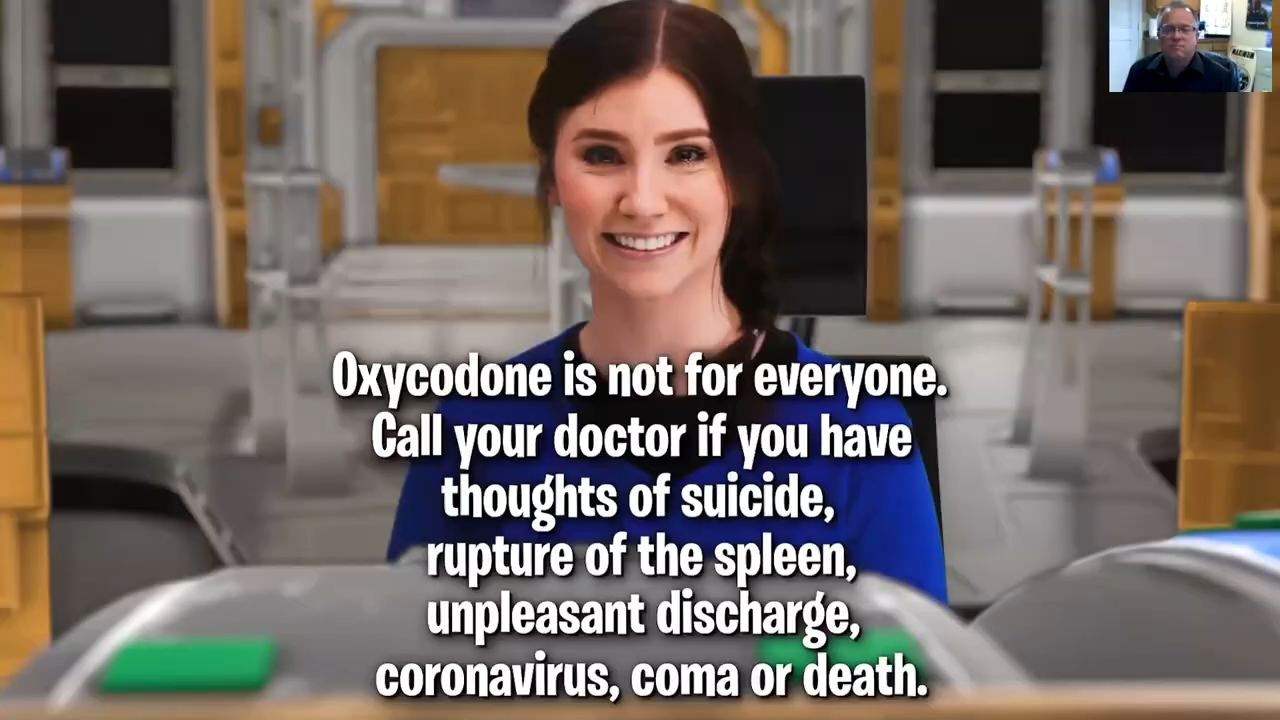 Oxycodone is not for everyone.
Call your doctor if you have
thoughts of suicide,
rupture of the spleen,
unpleasant discharge,
coronavirus, coma or death.